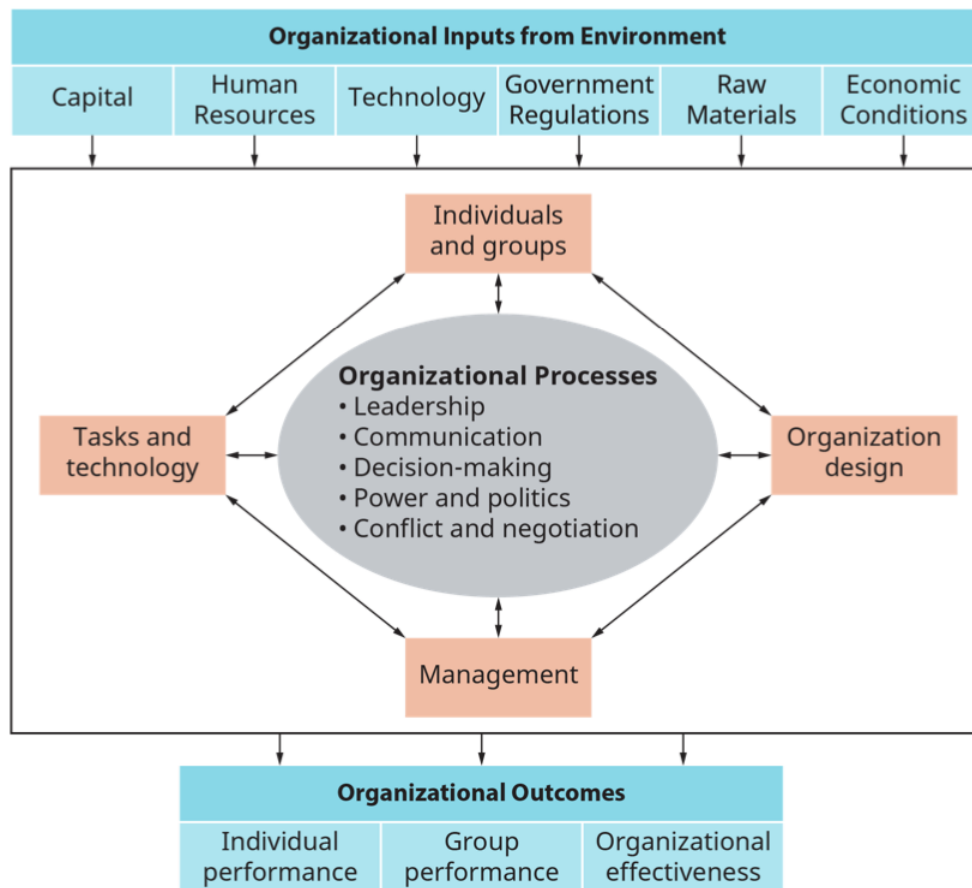 Organizational Inputs from Environment
Capital
Human
Resources
Technology
Government
Regulations
Raw
Materials
Economic
Conditions
Individuals
and groups
Organizational Processes
• Leadership
• Communication
• Decision-making
• Power and politics
• Conflict and negotiation
Tasks and
technology
Organization
design
Management
Organizational Outcomes
Individual
performance
Group
performance
Organizational
effectiveness